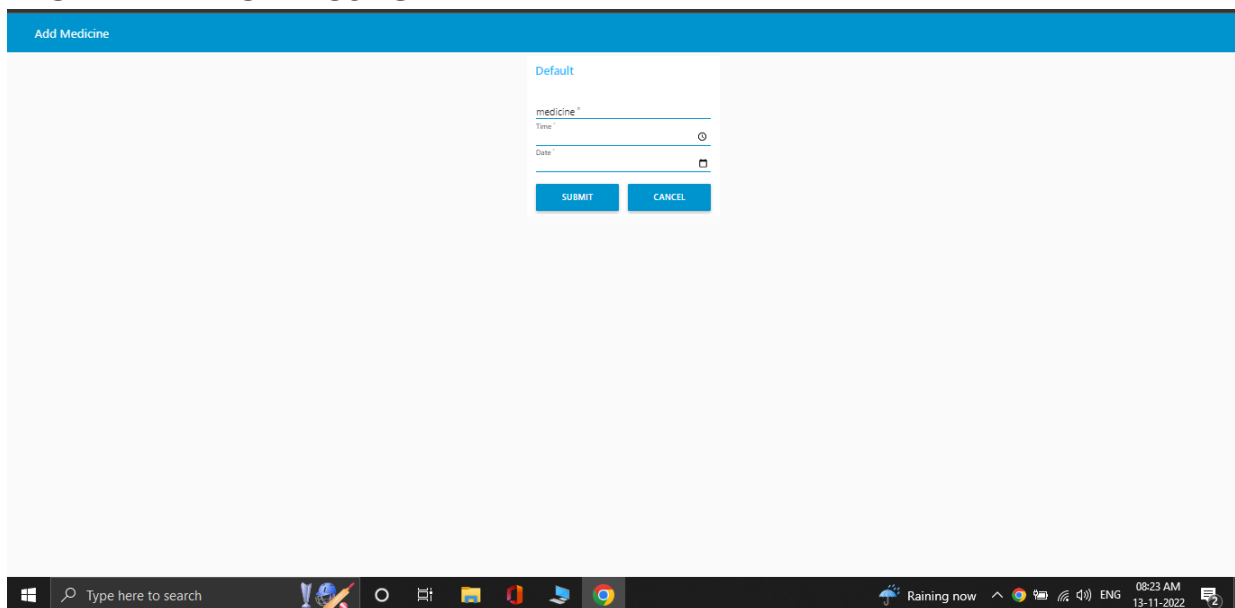 Add Medicine
Default
medicine *
Time *
Date *
SUBMIT CANCEL
Type here to search
Raining now
ENG
08:23 AM
13-11-2022
2